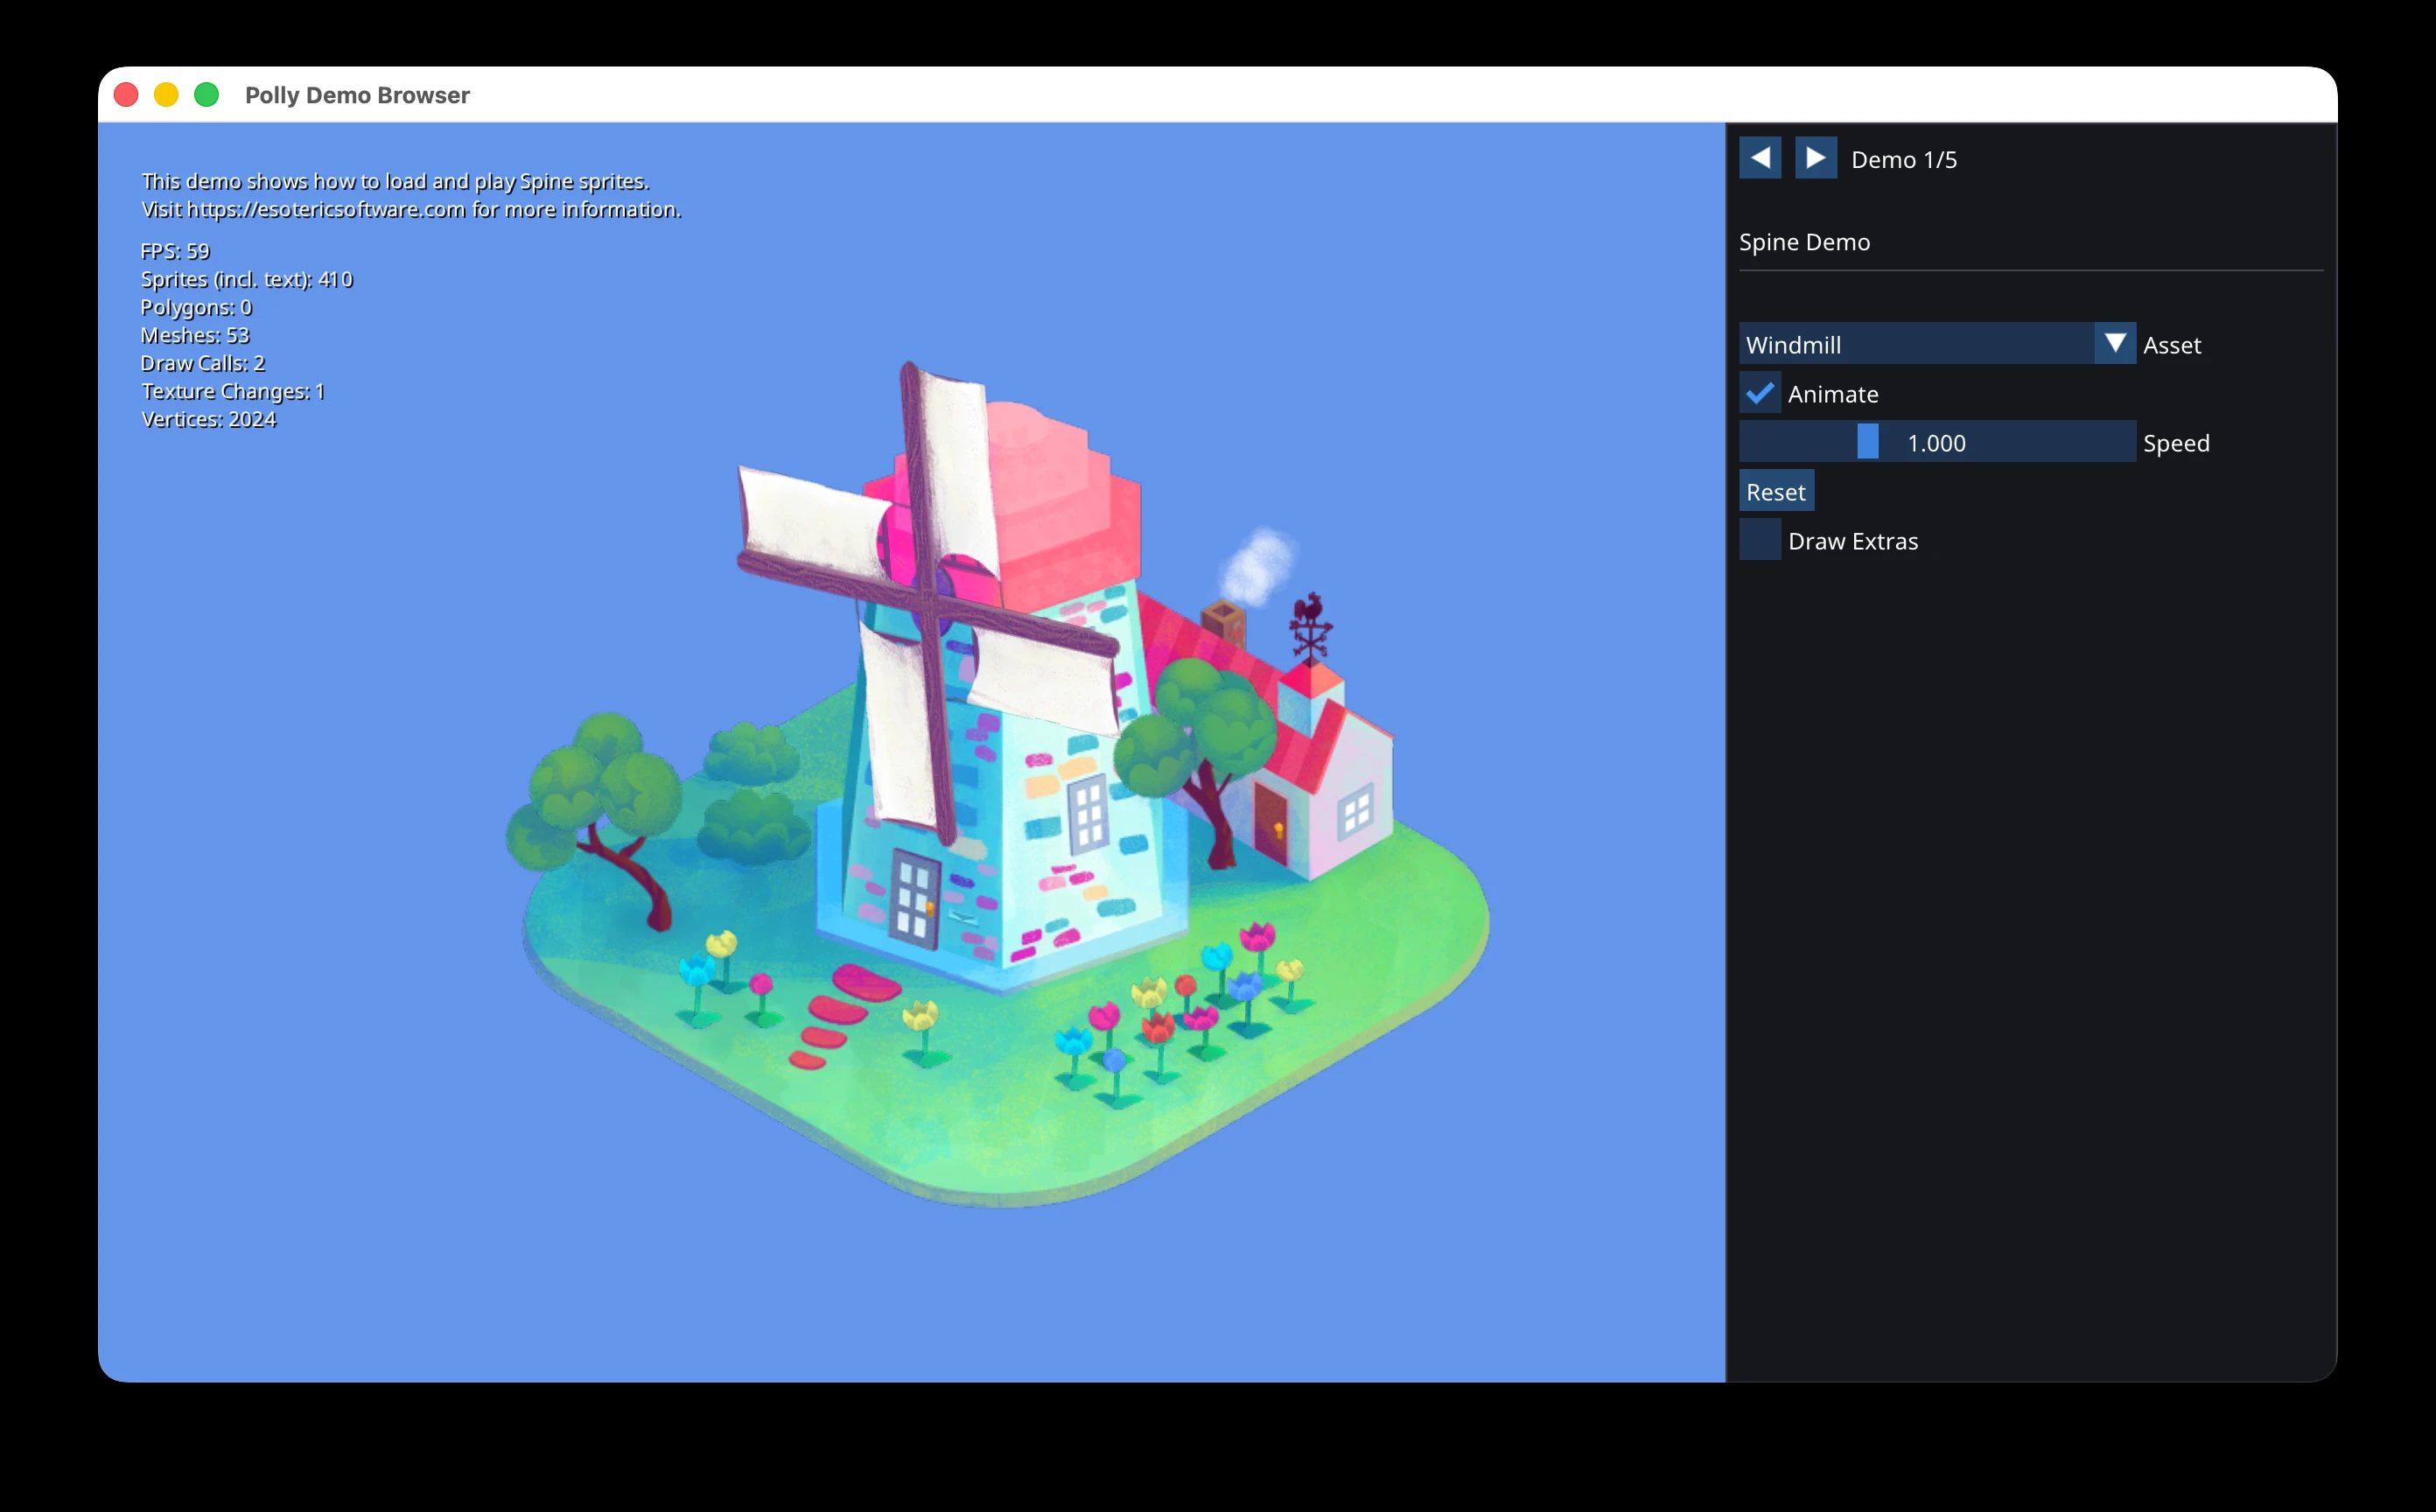 Polly Demo Browser
This demo shows how to load and play Spine sprites.
Visit https://esotericsoftware.com for more information.
FPS: 59
Sprites (incl. text): 410
Polygons: 0
Meshes: 53
Draw Calls: 2
Texture Changes: 1
Vertices: 2024
Demo 1/5
Spine Demo
Windmill Asset
Animate
1.000 Speed
Reset
Draw Extras